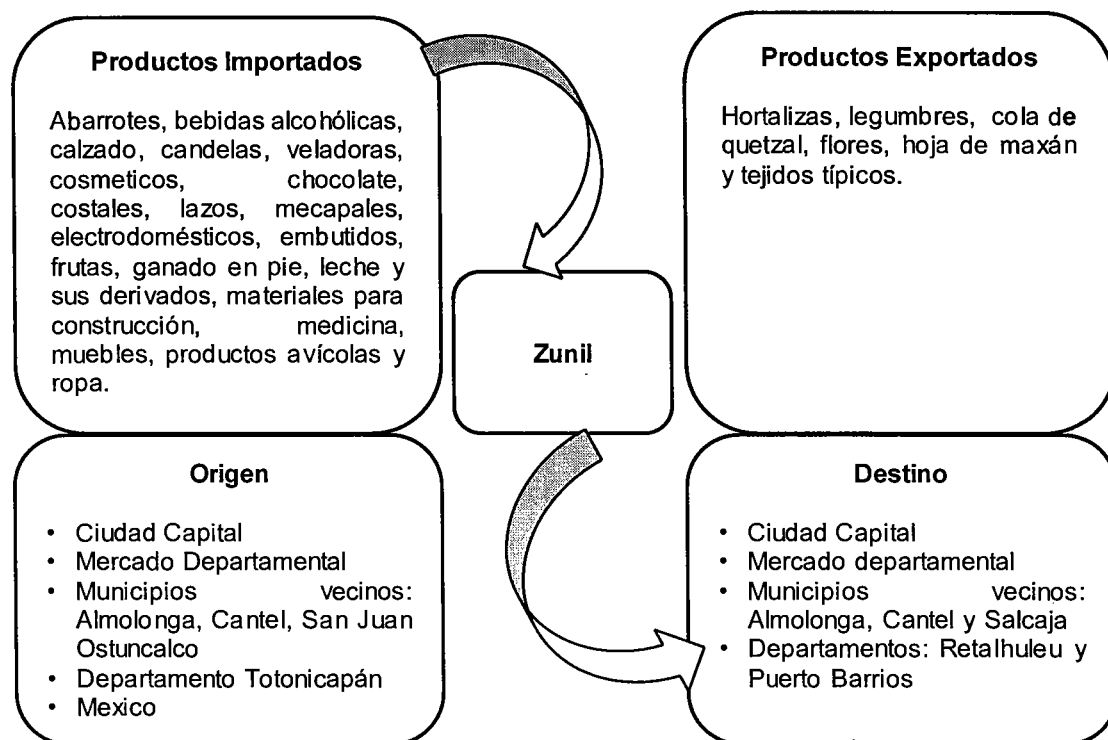 Productos Importados
Abarrotes, bebidas alcohólicas,
calzado, candelas, veladoras,
cosmeticos, chocolate,
costales, lazos, mecapales,
electrodomésticos, embutidos,
frutas, ganado en pie, leche y
sus derivados, materiales para
construcción, medicina,
muebles, productos avícolas y
ropa.
Productos Exportados
Hortalizas, legumbres, cola de
quetzal, flores, hoja de maxán
y tejidos típicos.
Zunil
Origen
• Ciudad Capital
• Mercado Departamental
• Municipios vecinos:
Almolonga, Cantel, San Juan
Ostuncalco
• Departamento Totonicapán
• Mexico
Destino
• Ciudad Capital
• Mercado departamental
• Municipios vecinos:
Almolonga, Cantel y Salcaja
• Departamentos: Retalhuleu y
Puerto Barrios